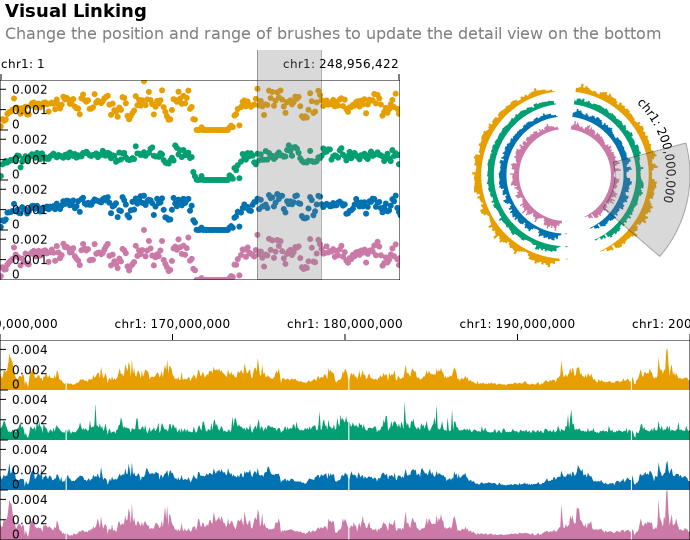 Visual Linking
Change the position and range of brushes to update the detail view on the bottom
chr1: 1
chr1: 248,956,422
0.002
0.001
0
0.002
0.001
0
0.002
0.001
0
0.002
0.001
0
chr1: 200,000,000
0,000,000
chr1: 170,000,000
chr1: 180,000,000
chr1: 190,000,000
chr1: 200
0.004
0.002
0
0.004
0.002
0
0.004
0.002
0
0.004
0.002
0